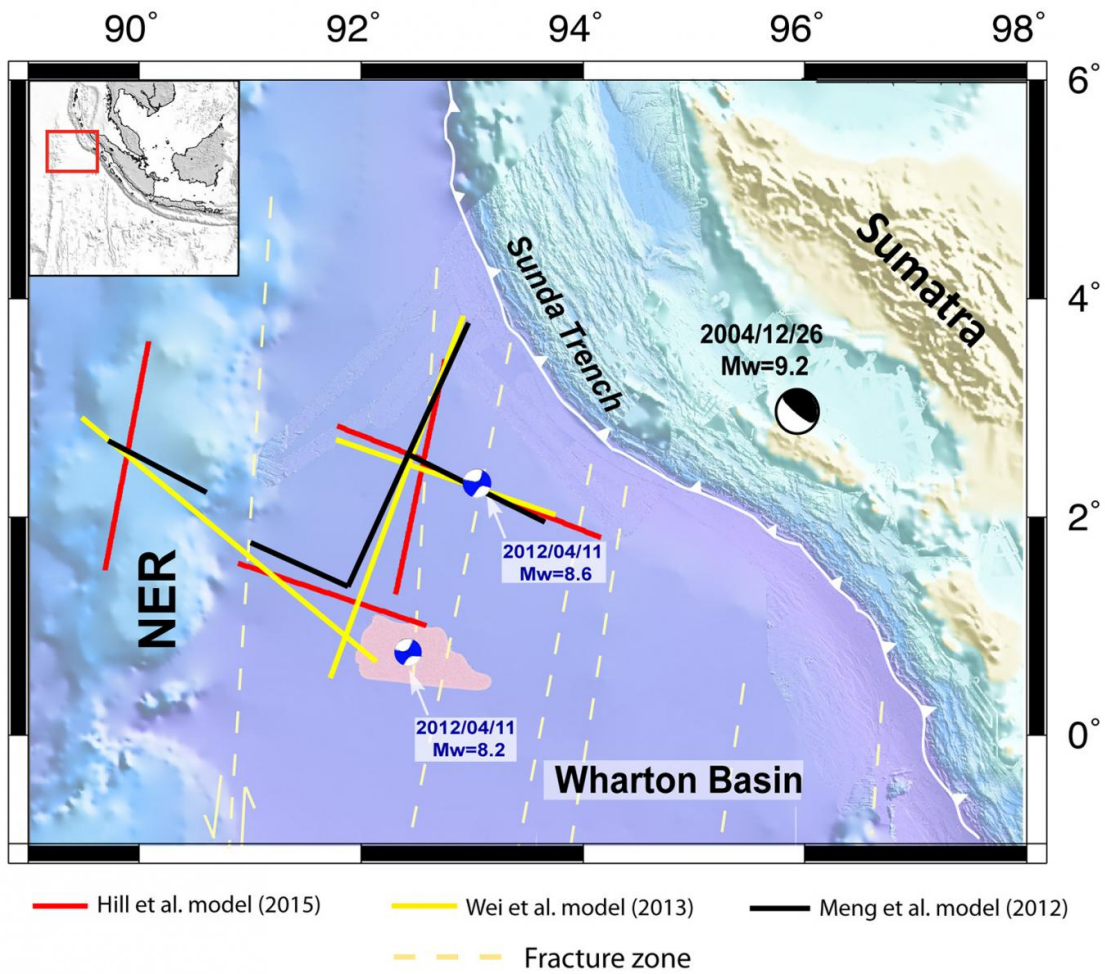 90° 92° 94° 96° 98°
6°
4°
2°
0°
Sumatra
Sunda Trench
2004/12/26
Mw=9.2
2012/04/11
Mw=8.6
NER
2012/04/11
Mw=8.2
Wharton Basin
Hill et al. model (2015) Wei et al. model (2013) Meng et al. model (2012)
Fracture zone